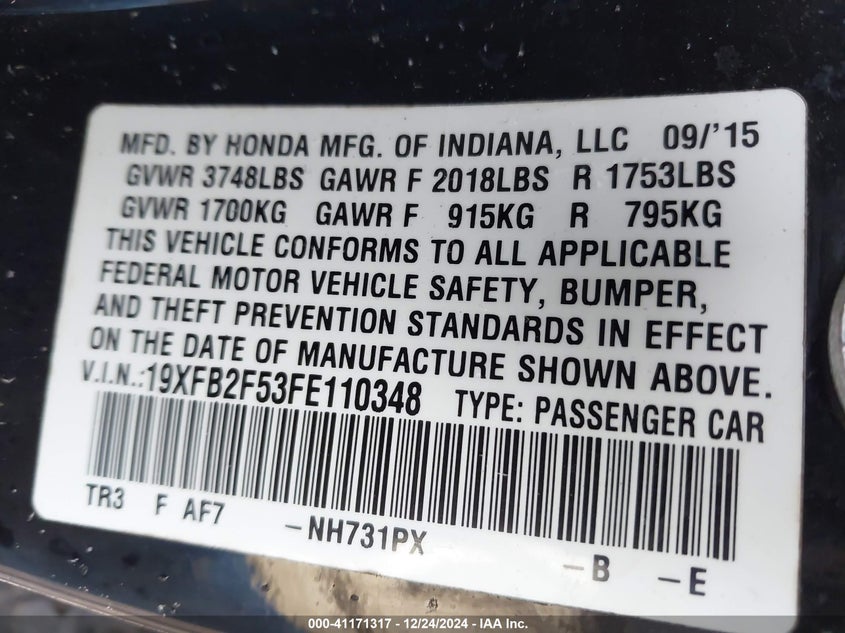 MFD. BY HONDA MFG. OF INDIANA, LLC 09/'15
GVWR 3748LBS GAWR F 2018LBS R 1753LBS
GVWR 1700KG GAWR F 915KG R 795KG
THIS VEHICLE CONFORMS TO ALL APPLICABLE
FEDERAL MOTOR VEHICLE SAFETY, BUMPER,
AND THEFT PREVENTION STANDARDS IN EFFECT
ON THE DATE OF MANUFACTURE SHOWN ABOVE.
V.I.N.:19XFB2F53FE110348 TYPE: PASSENGER CAR
TR3 F AF7 -NH731PX -B -E
000-41171317 - 12/24/2024 - IAA Inc.